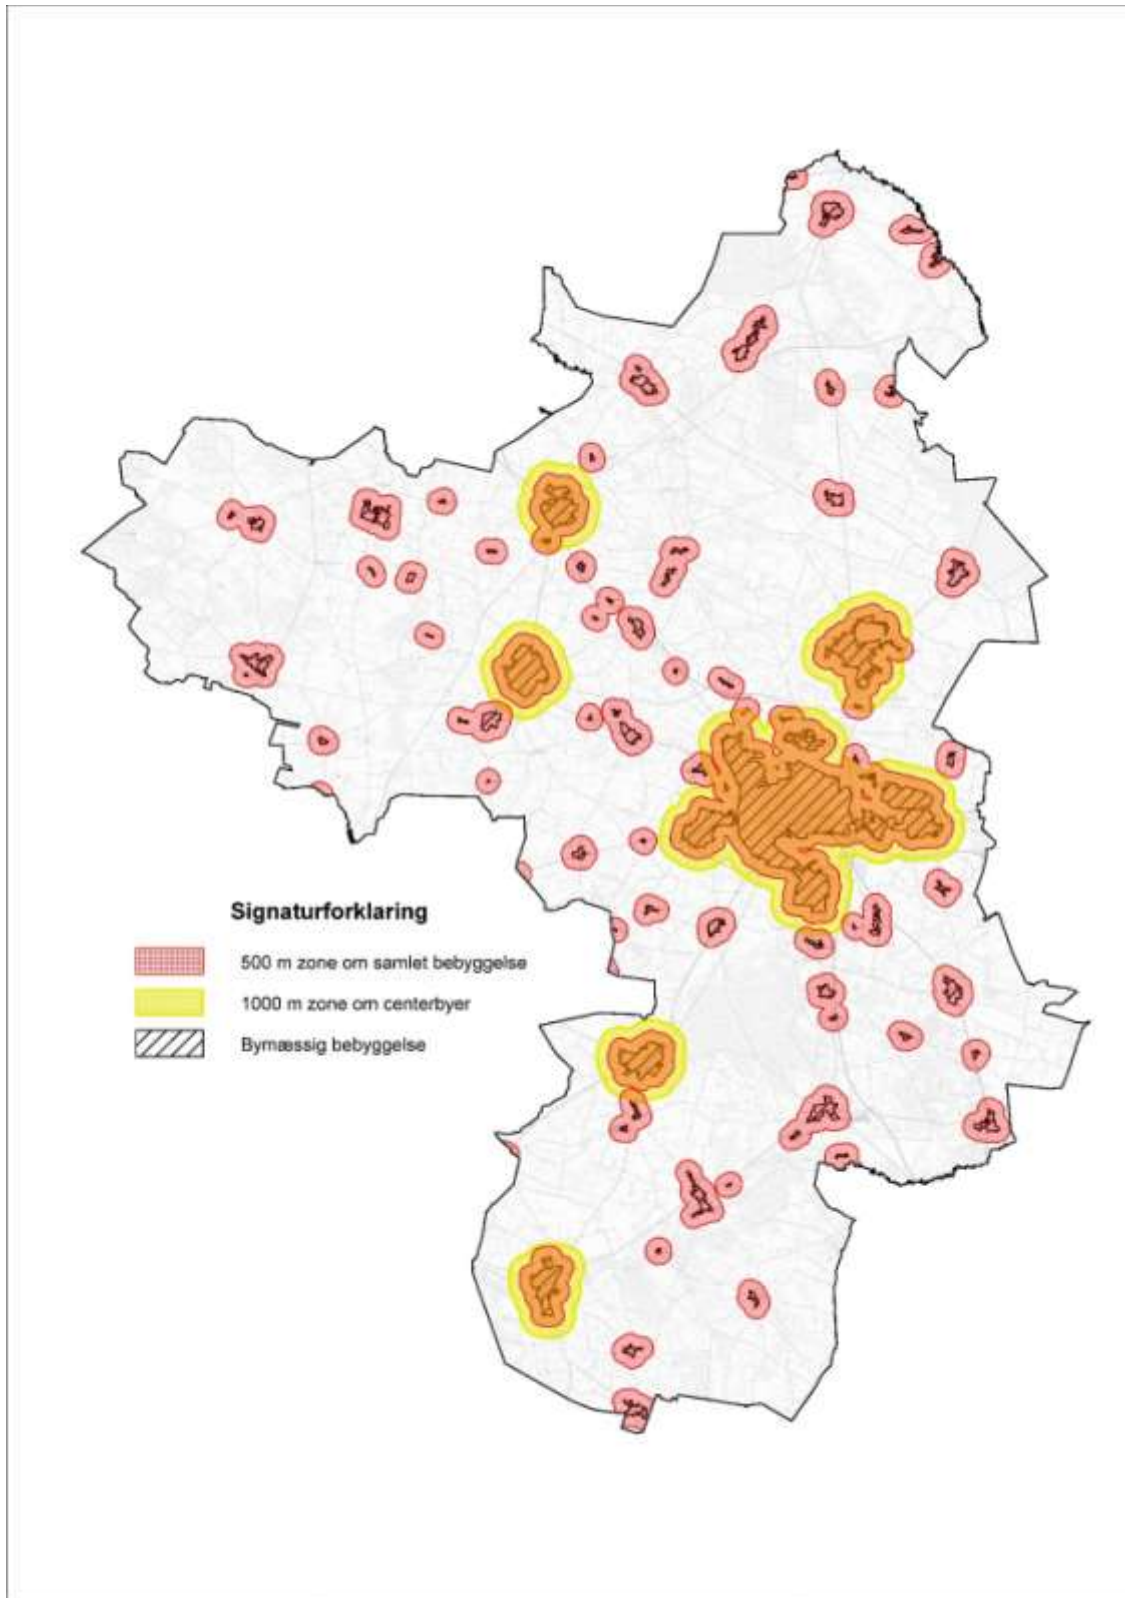 Signaturforklaring
500 m zone om samlet bebyggelse
1000 m zone om centerbyer
Bymæssig bebyggelse